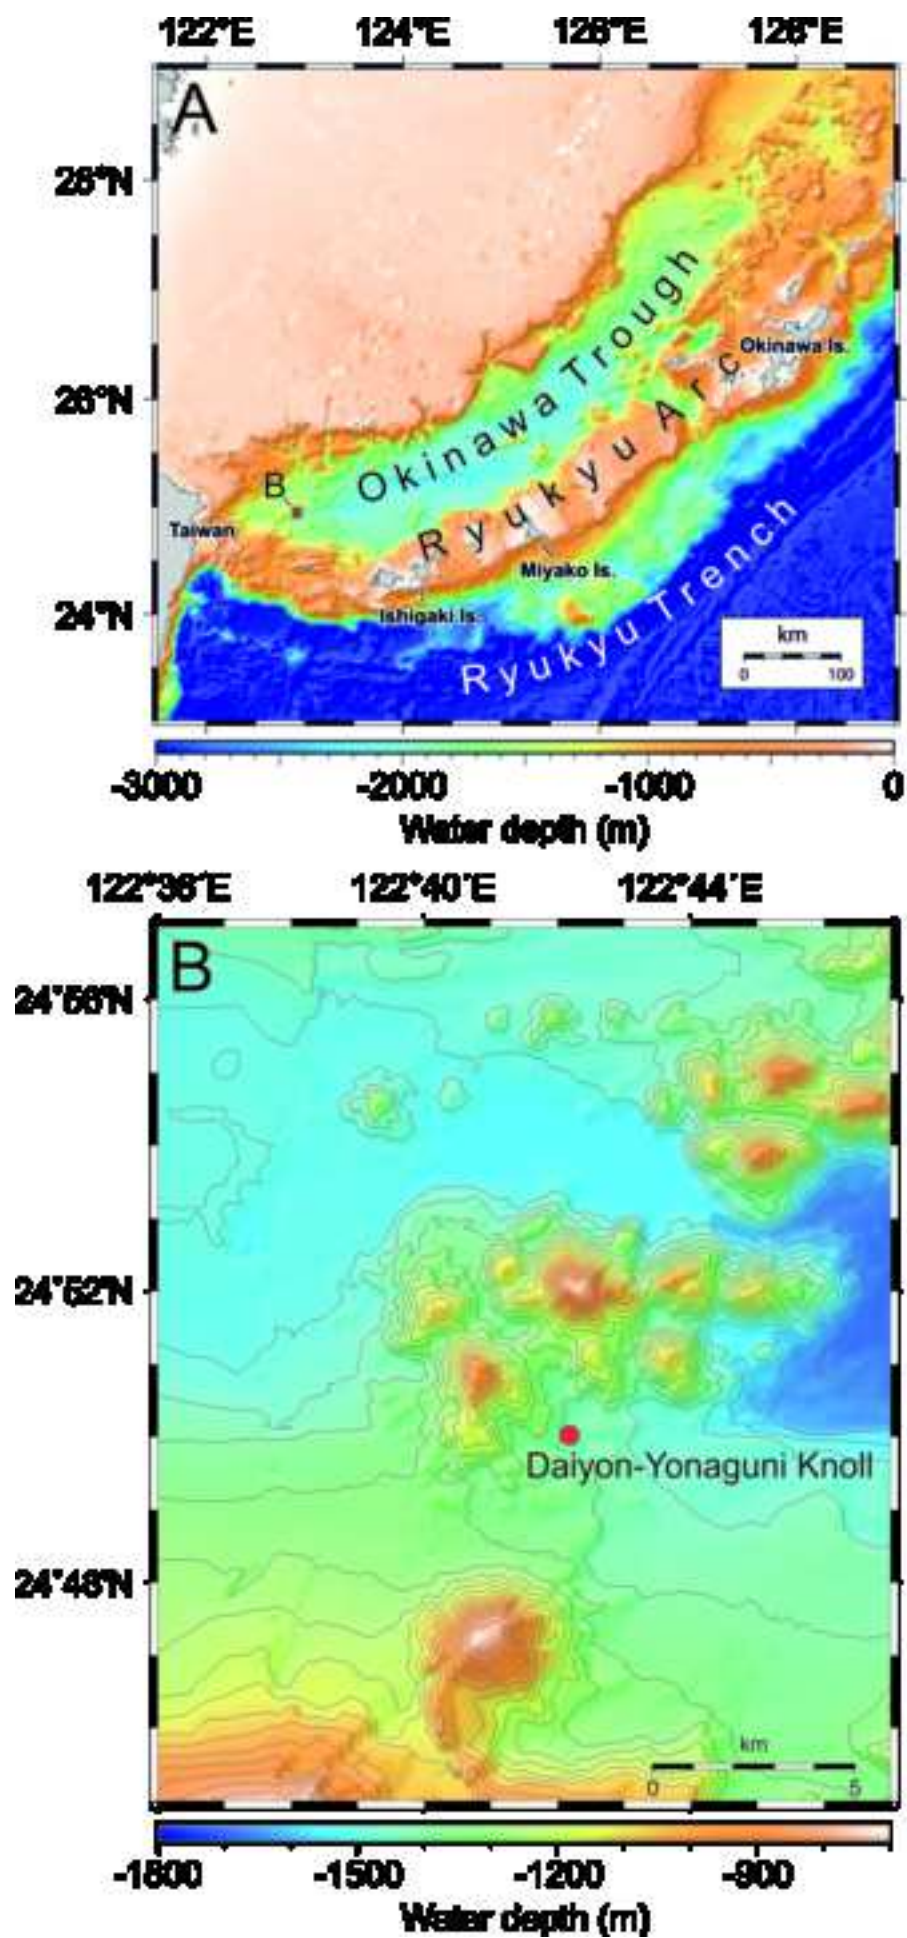 122°E 124°E 126°E 128°E
A
28°N
26°N
24°N
Okinawa Trough
Ryukyu Arc
Okinawa Is.
B
Taiwan
Miyako Is.
Ishigaki Is.
Ryukyu Trench
km
0 100
-3000 -2000 -1000 0
Water depth (m)
122°36´E 122°40´E 122°44´E
B
24°56'N
24°52'N
Daiyon-Yonaguni Knoll
24°48'N
km
0 5
-1800 -1500 -1200 -900
Water depth (m)